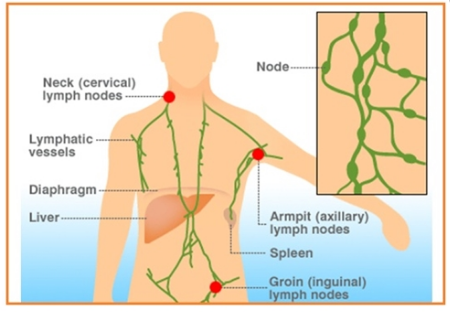 Node
Neck (cervical)
lymph nodes
Lymphatic
vessels
Diaphragm
Liver
Armpit (axillary)
lymph nodes
Spleen
Groin (inguinal)
lymph nodes